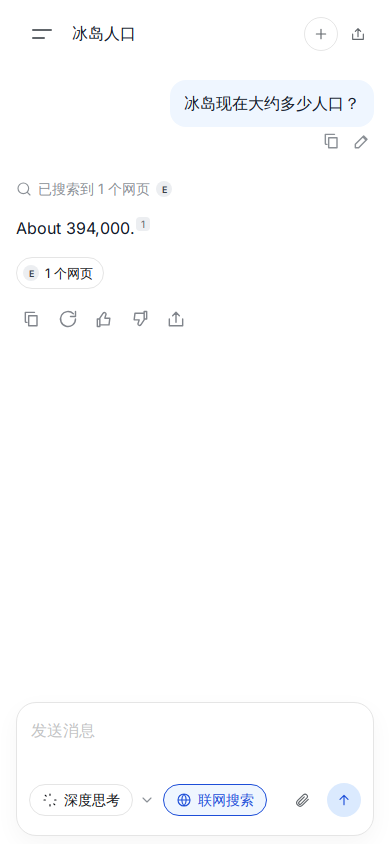 冰岛人口
冰岛现在大约多少人口？
已搜索到 1 个网页 E
About 394,000. 1
E 1 个网页
发送消息
深度思考 联网搜索